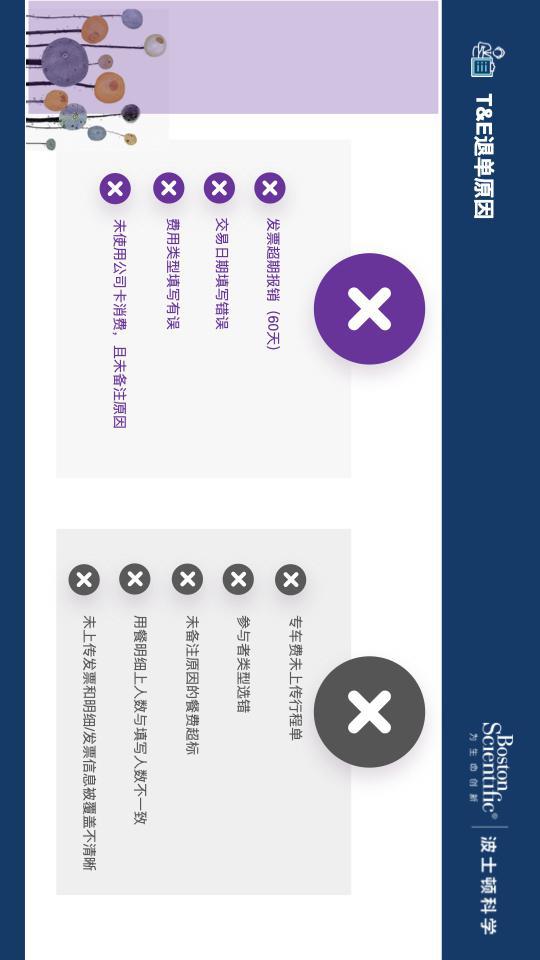 T&E退单原因
Boston
Scientific®
为生命创新
波士顿科学
发票超期报销（60天）
交易日期填写错误
费用类型填写有误
未使用公司卡消费，且未备注原因
专车费未上传行程单
参与者类型选错
未备注原因的餐费超标
用餐明细上人数与填写人数不一致
未上传发票和明细/发票信息被覆盖不清晰